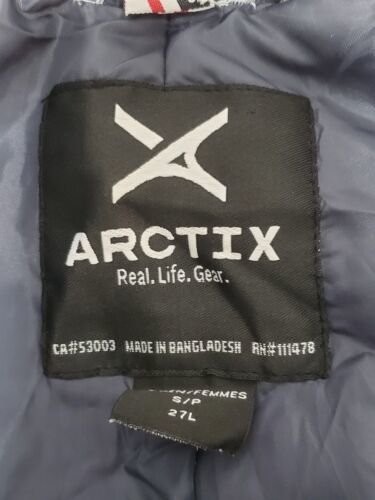 ARCTIX
Real.Life.Gear.
CA#53003 MADE IN BANGLADESH RN#111478
/FEMMES
S/P
27L